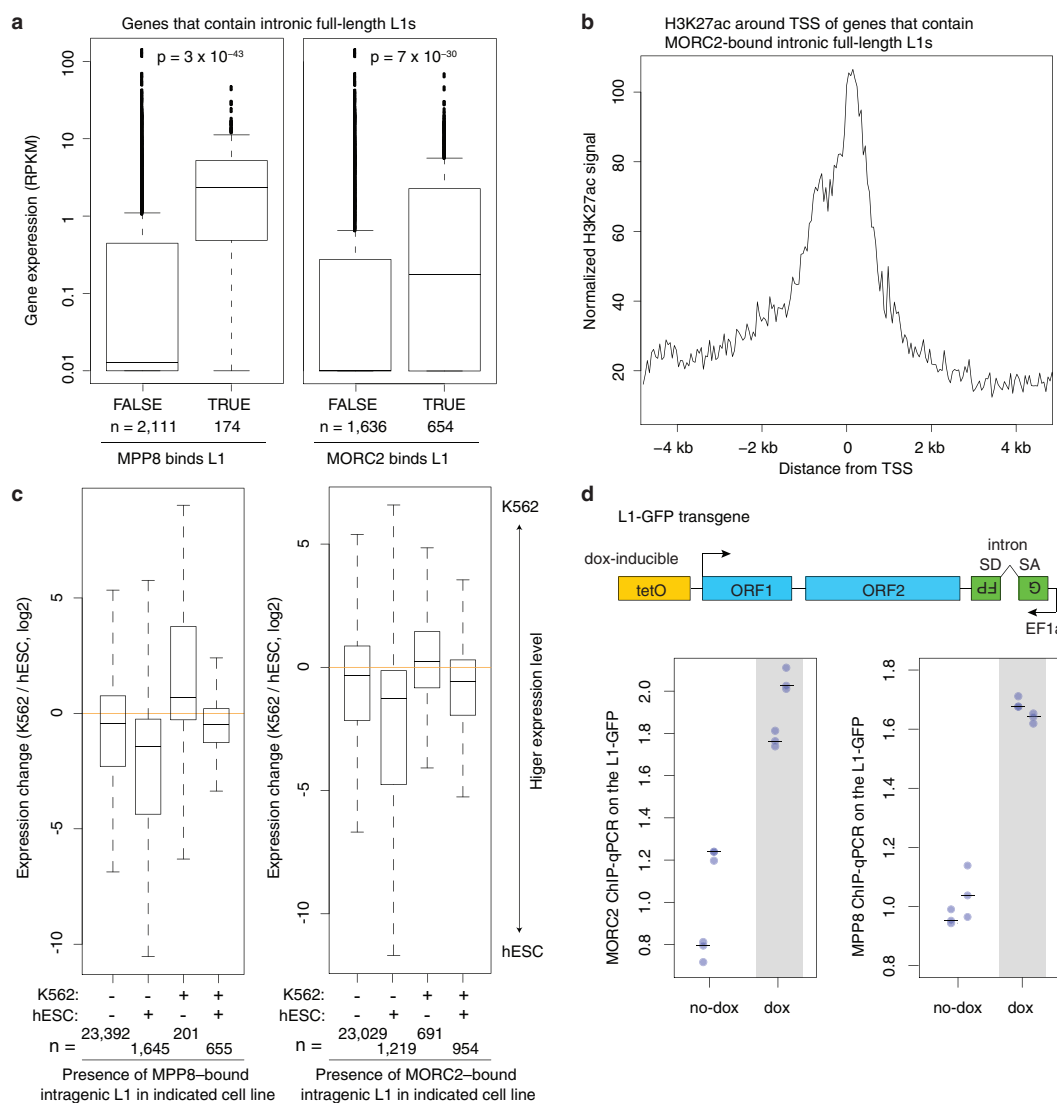 a
Genes that contain intronic full-length L1s
Gene experession (RPKM)
100
10
1
0.1
0.01
p = 3 x 10⁻⁴³
p = 7 x 10⁻³⁰
FALSE TRUE
n = 2,111 174
MPP8 binds L1
FALSE TRUE
n = 1,636 654
MORC2 binds L1
b
H3K27ac around TSS of genes that contain
MORC2-bound intronic full-length L1s
Normalized H3K27ac signal
100
80
60
40
20
−4 kb −2 kb 0 2 kb 4 kb
Distance from TSS
c
Expression change (K562 / hESC, log2)
5
0
-5
-10
K562: - - + +
hESC: - + - +
n = 23,392 1,645 201 655
Presence of MPP8–bound
intragenic L1 in indicated cell line
Expression change (K562 / hESC, log2)
5
0
-5
-10
K562
Higer expression level
hESC
- - + +
- + - +
n = 23,029 1,219 691 954
Presence of MORC2–bound
intragenic L1 in indicated cell line
d
L1-GFP transgene
dox-inducible
intron
SD SA
tetO ORF1 ORF2 FP G
EF1a
MORC2 ChIP-qPCR on the L1-GFP
2.0
1.8
1.6
1.4
1.2
1.0
0.8
no-dox dox
MPP8 ChIP-qPCR on the L1-GFP
1.8
1.6
1.4
1.2
1.0
0.8
no-dox dox